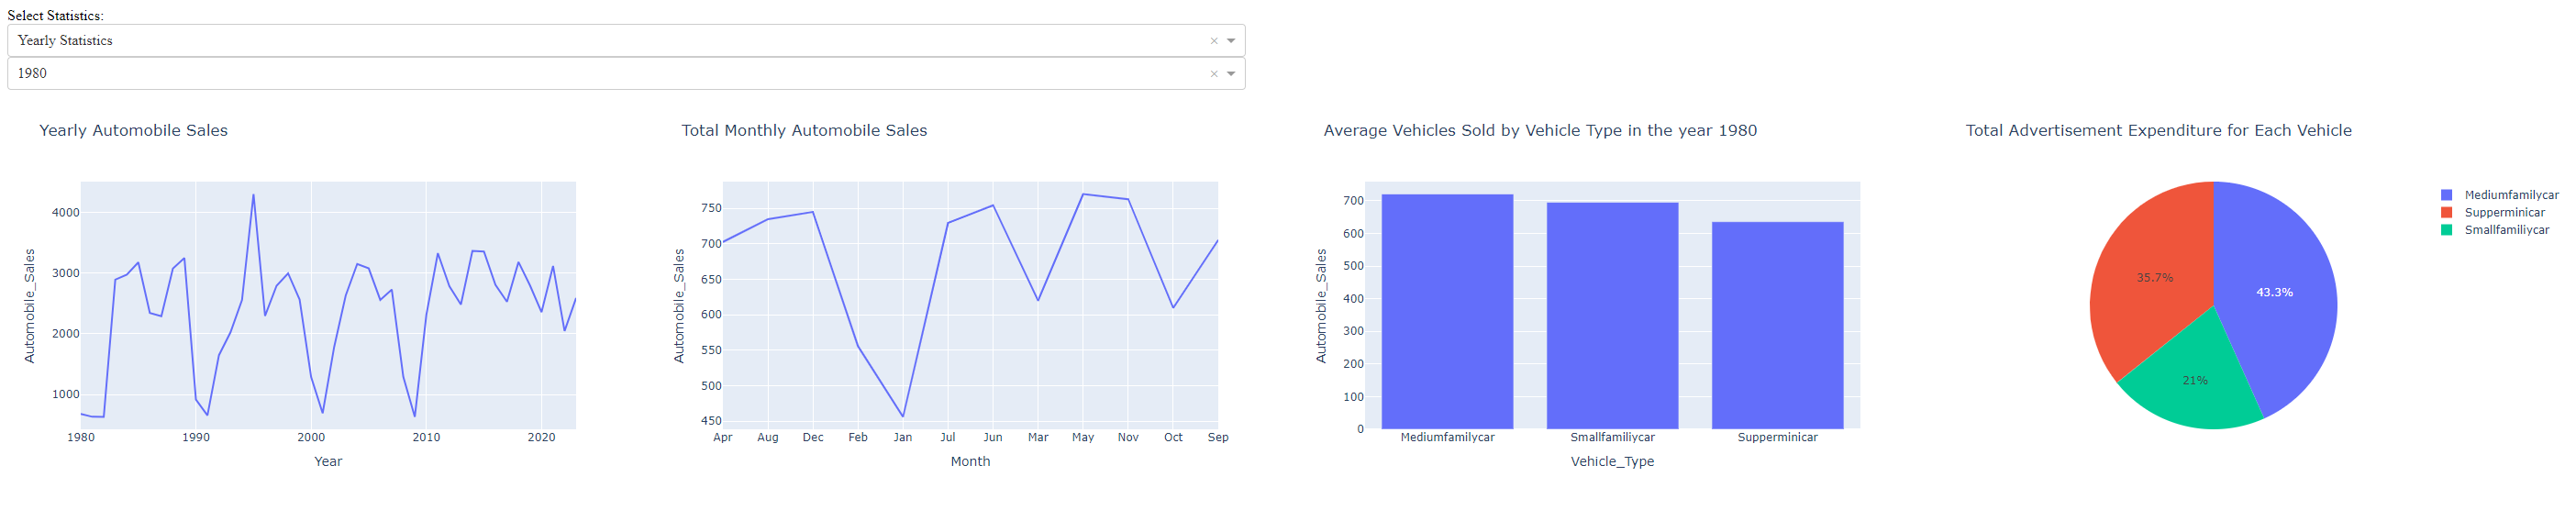 Select Statistics:
Yearly Statistics
1980
Yearly Automobile Sales
Automobile_Sales
4000
3000
2000
1000
1980 1990 2000 2010 2020
Year
Total Monthly Automobile Sales
Automobile_Sales
750
700
650
600
550
500
450
Apr Aug Dec Feb Jan Jul Jun Mar May Nov Oct Sep
Month
Average Vehicles Sold by Vehicle Type in the year 1980
Automobile_Sales
700
600
500
400
300
200
100
0
Mediumfamilycar Smallfamiliycar Supperminicar
Vehicle_Type
Total Advertisement Expenditure for Each Vehicle
35.7%
43.3%
21%
Mediumfamilycar
Supperminicar
Smallfamiliycar